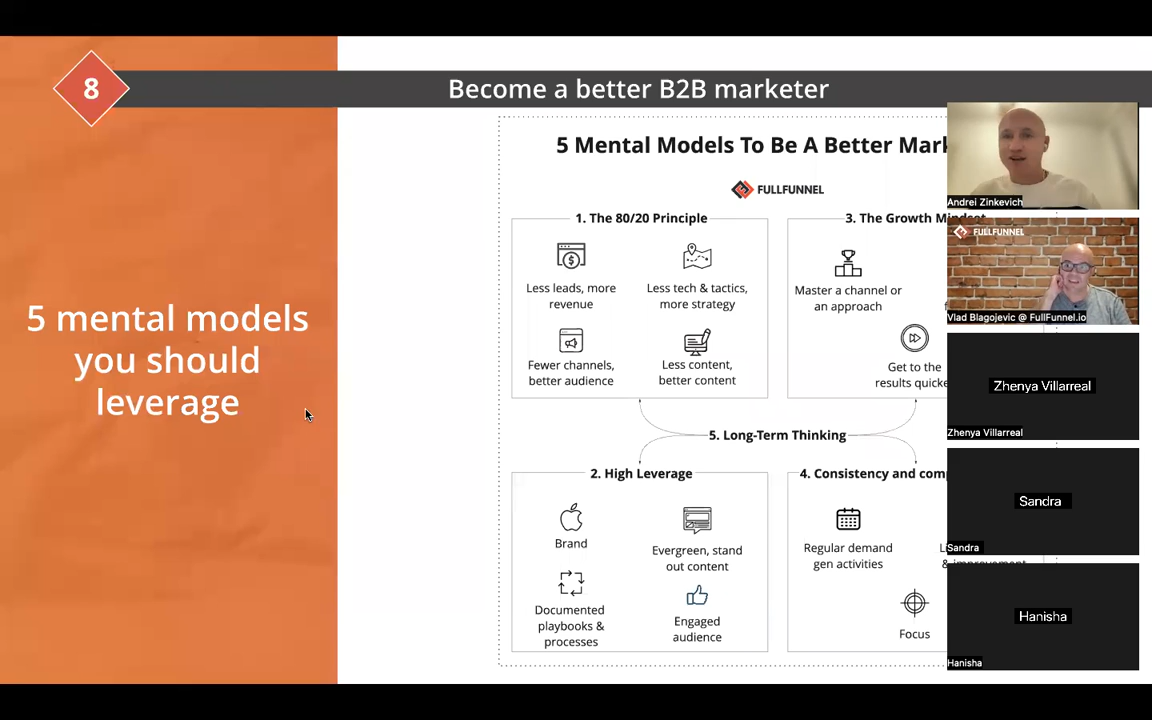 8
Become a better B2B marketer
5 mental models
you should
leverage
5 Mental Models To Be A Better Mark
FULLFUNNEL
1. The 80/20 Principle
Less leads, more
revenue
Less tech & tactics,
more strategy
Fewer channels,
better audience
Less content,
better content
3. The Growth Mindset
Master a channel or
an approach
Get to the
results quicke
5. Long-Term Thinking
2. High Leverage
Brand
Evergreen, stand
out content
Documented
playbooks &
processes
Engaged
audience
4. Consistency and comp
Regular demand
gen activities
& improvement
Focus
Andrei Zinkevich
FULLFUNNEL
Vlad Blagojevic @ FullFunnel.io
Zhenya Villarreal
Zhenya Villarreal
Sandra
Sandra
Hanisha
Hanisha